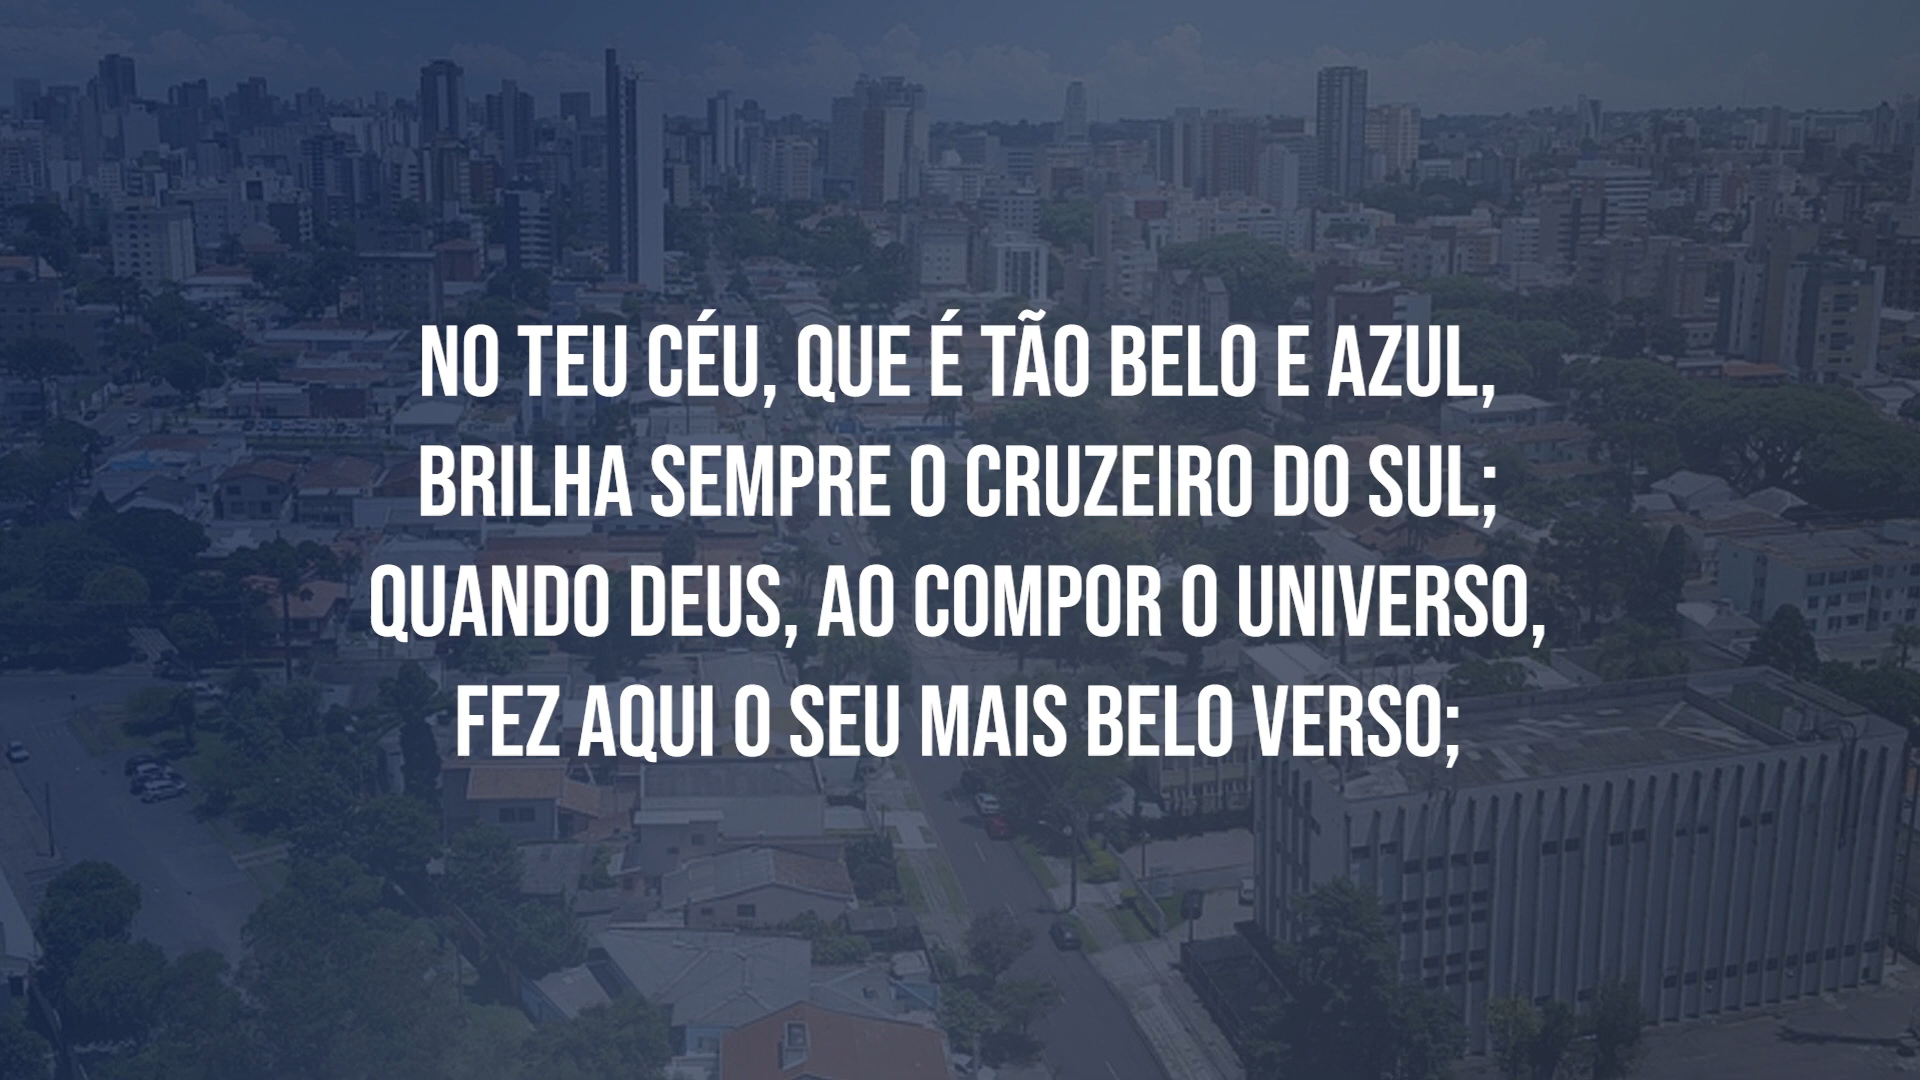 NO TEU CÉU, QUE É TÃO BELO E AZUL,
BRILHA SEMPRE O CRUZEIRO DO SUL;
QUANDO DEUS, AO COMPOR O UNIVERSO,
FEZ AQUI O SEU MAIS BELO VERSO;